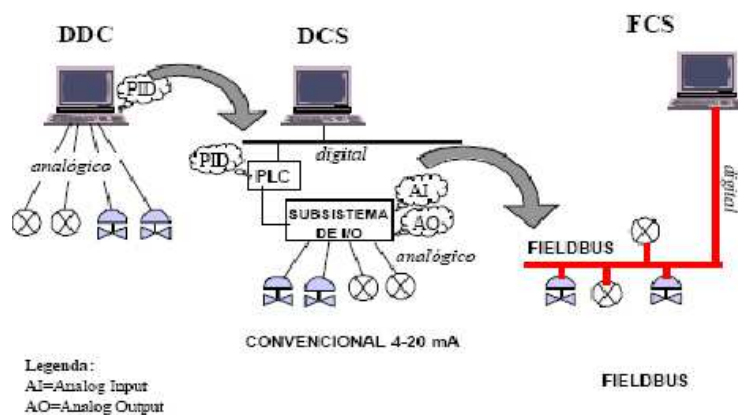 DDC
DCS
FCS
PID
analógico
digital
PID
PLC
AI
AO
SUBSISTEMA
DE I/O
analógico
CONVENCIONAL 4-20 mA
digital
FIELDBUS
FIELDBUS
Legenda:
AI=Analog Input
AO=Analog Output